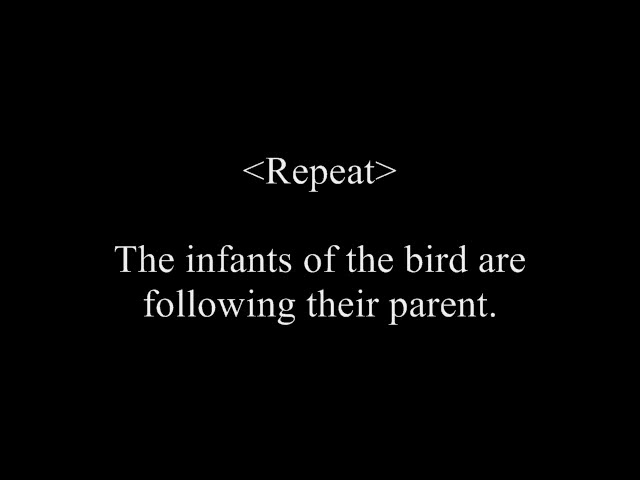 <Repeat>
The infants of the bird are
following their parent.